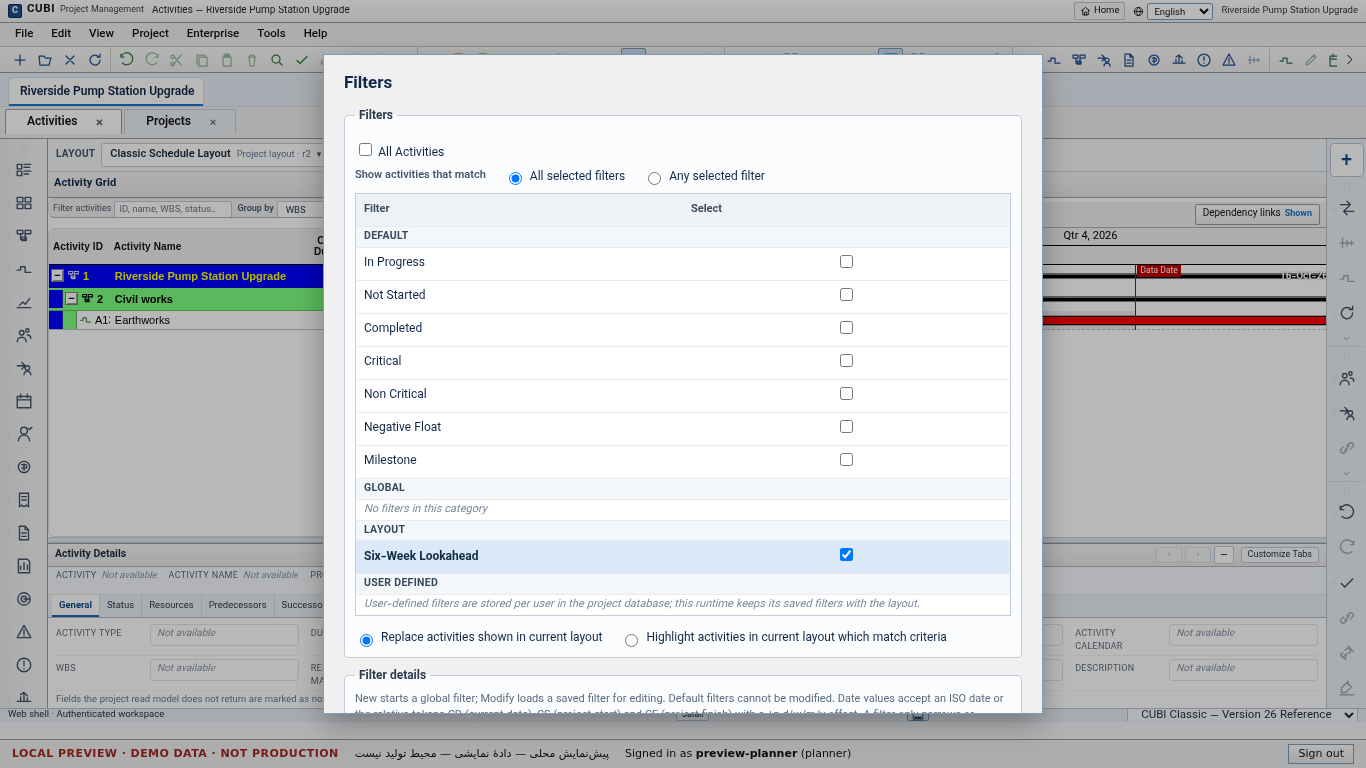 CUBI Project Management Activities — Riverside Pump Station Upgrade Home English Riverside Pump Station Upgrade
File Edit View Project Enterprise Tools Help
Riverside Pump Station Upgrade
Activities × Projects ×
LAYOUT Classic Schedule Layout Project layout · r2
Activity Grid
Filter activities ID, name, WBS, status.. Group by WBS
Dependency links Shown
Activity ID Activity Name
Qtr 4, 2026
1 Riverside Pump Station Upgrade
Data Date
2 Civil works
Earthworks
Filters
Filters
All Activities
Show activities that match All selected filters Any selected filter
Filter Select
DEFAULT
In Progress
Not Started
Completed
Critical
Non Critical
Negative Float
Milestone
GLOBAL
No filters in this category
LAYOUT
Six-Week Lookahead
USER DEFINED
User-defined filters are stored per user in the project database; this runtime keeps its saved filters with the layout.
Replace activities shown in current layout Highlight activities in current layout which match criteria
Filter details
New starts a global filter; Modify loads a saved filter for editing. Default filters cannot be modified. Date values accept an ISO date or
Activity Details
Customize Tabs
ACTIVITY Not available ACTIVITY NAME Not available
General Status Resources Predecessors
ACTIVITY TYPE Not available
ACTIVITY CALENDAR Not available
WBS Not available
DESCRIPTION Not available
Fields the project read model does not return are marked as
Web shell · Authenticated workspace
CUBI Classic — Version 26 Reference
LOCAL PREVIEW · DEMO DATA · NOT PRODUCTION پیش‌نمایش محلی — دادهٔ نمایشی — محیط تولید نیست Signed in as preview-planner (planner) Sign out